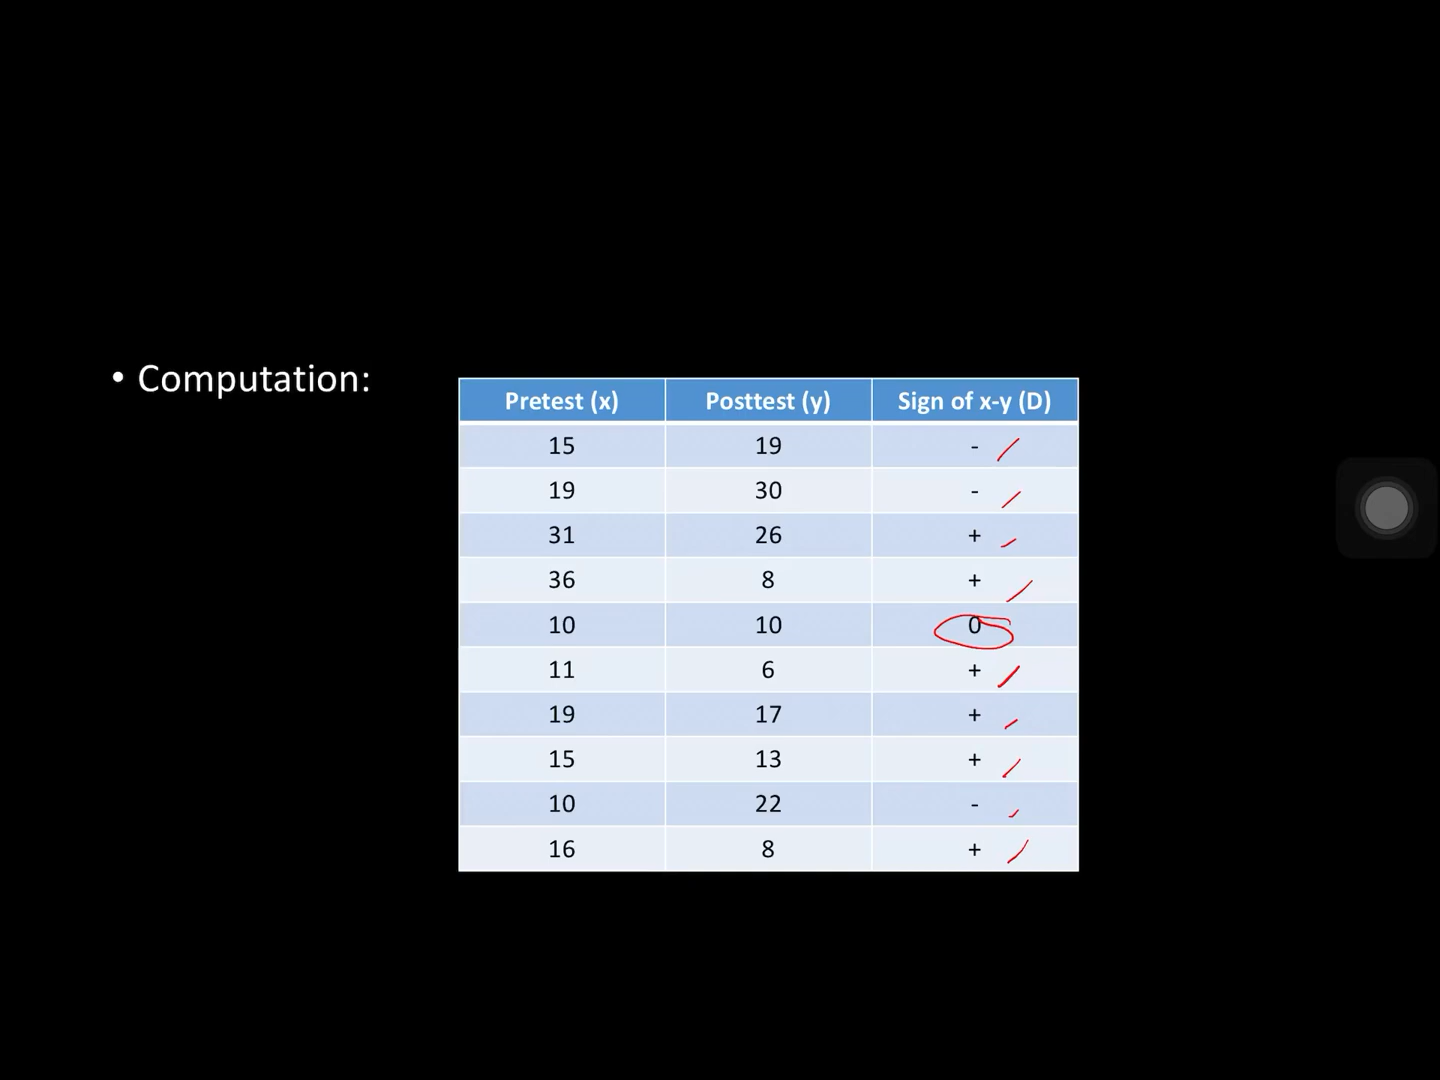 • Computation:
Pretest (x) Posttest (y) Sign of x-y (D)
15 19 -
19 30 -
31 26 +
36 8 +
10 10 0
11 6 +
19 17 +
15 13 +
10 22 -
16 8 +